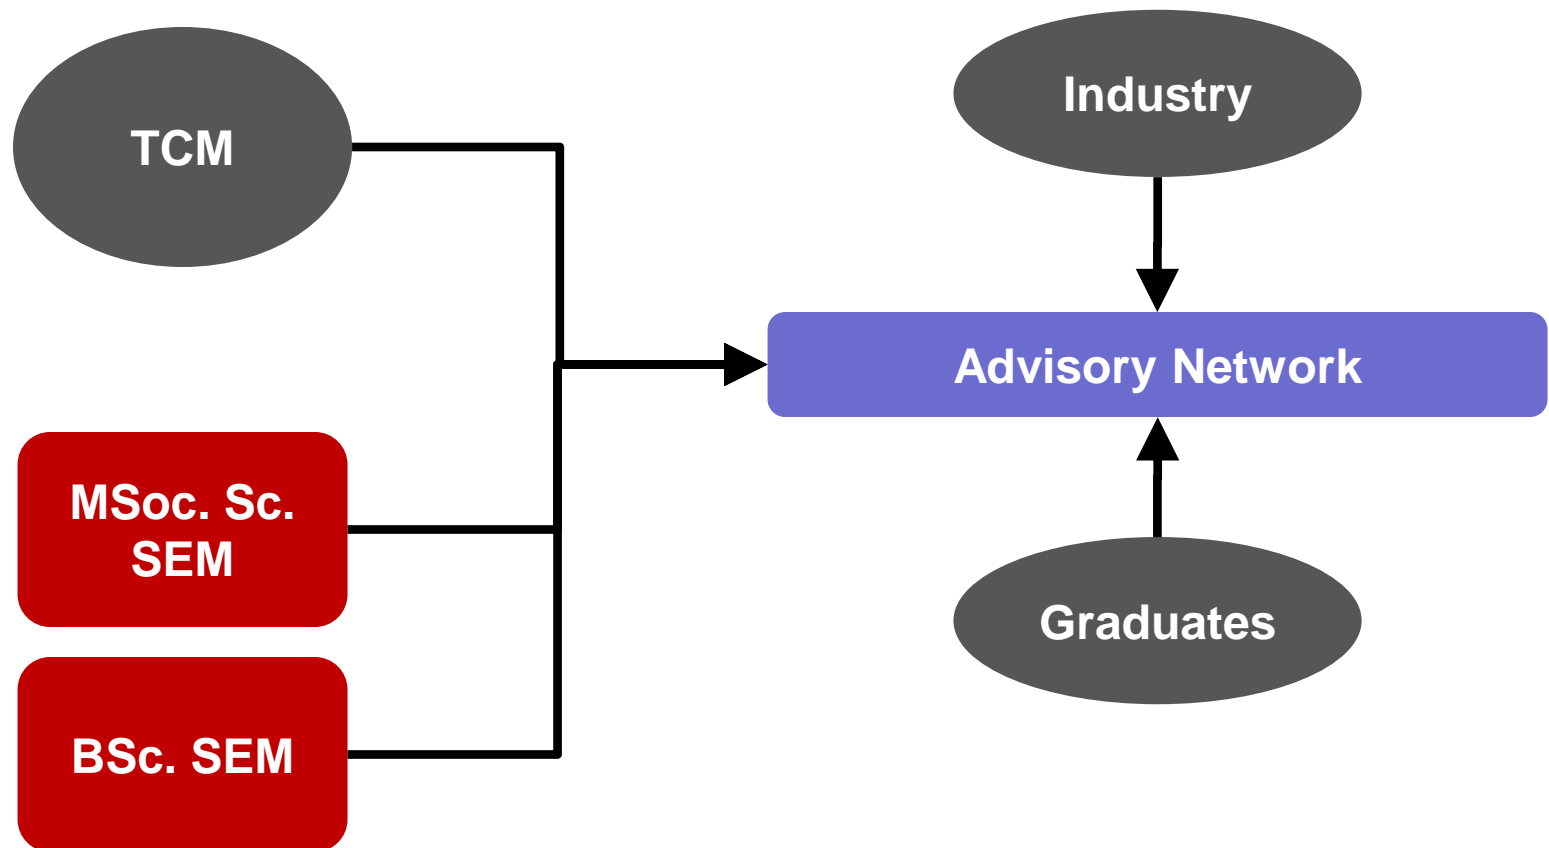 TCM
Industry
Advisory Network
MSoc. Sc.
SEM
Graduates
BSc. SEM